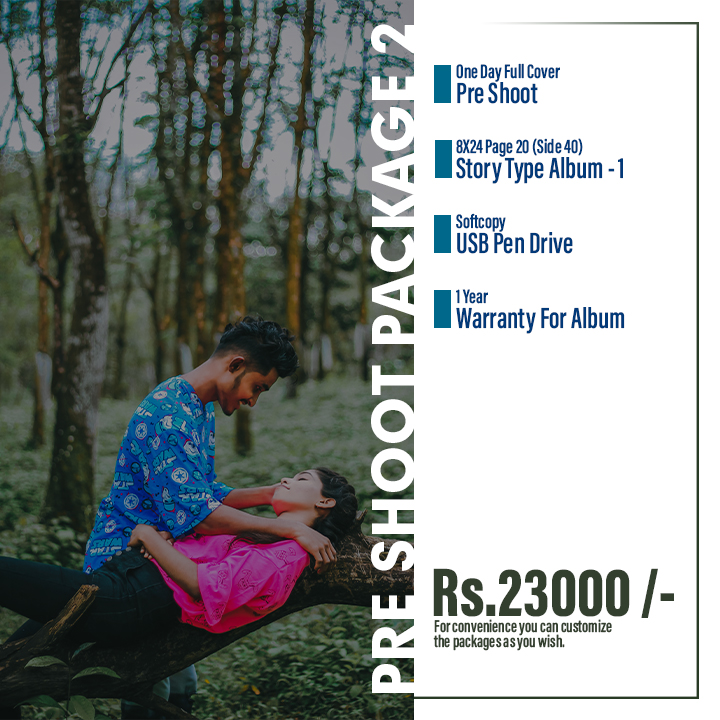 PRE SHOOT PACKAGE 2
One Day Full Cover
Pre Shoot
8X24 Page 20 (Side 40)
Story Type Album - 1
Softcopy
USB Pen Drive
1 Year
Warranty For Album
Rs.23000 /-
For convenience you can customize
the packages as you wish.